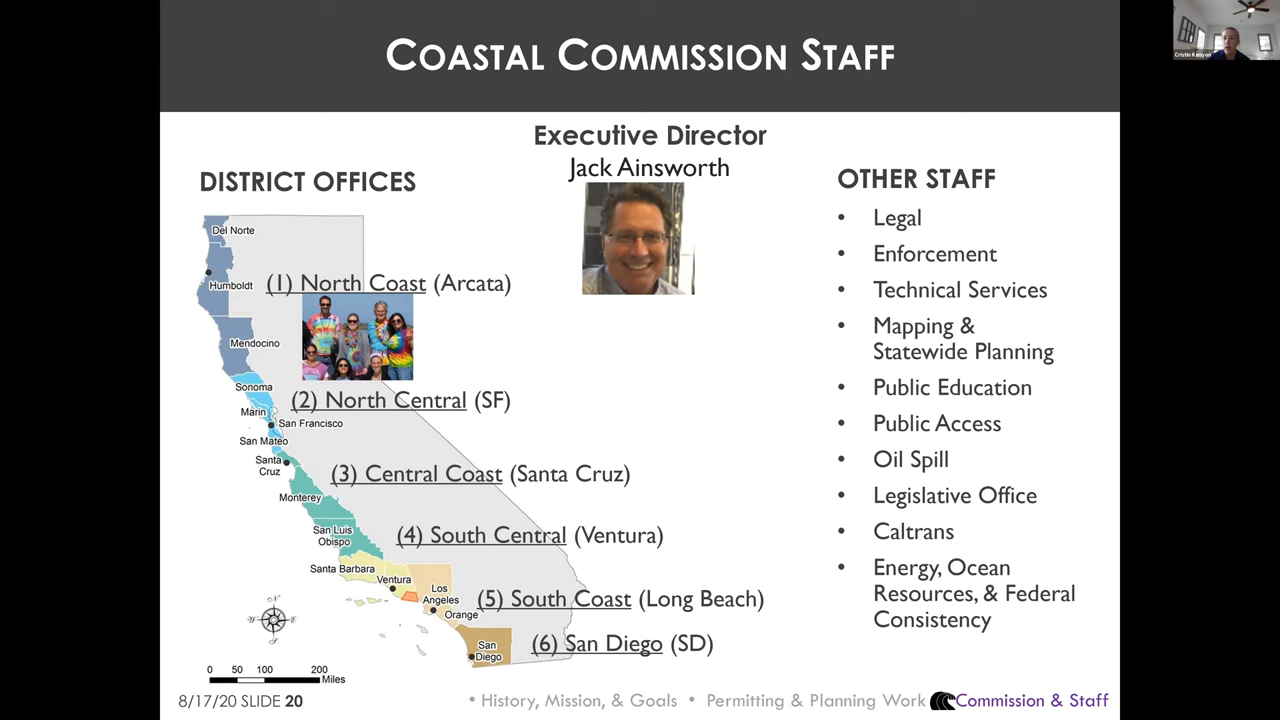 COASTAL COMMISSION STAFF
Cristin Kenyon
Executive Director
Jack Ainsworth
DISTRICT OFFICES
Del Norte
Humboldt
(1) North Coast (Arcata)
Mendocino
Sonoma
(2) North Central (SF)
Marin
San Francisco
San Mateo
Santa
Cruz
(3) Central Coast (Santa Cruz)
Monterey
San Luis
Obispo
(4) South Central (Ventura)
Santa Barbara
Ventura
Los
Angeles
(5) South Coast (Long Beach)
Orange
(6) San Diego (SD)
San
Diego
N
W
E
S
0 50 100 200
Miles
OTHER STAFF
• Legal
• Enforcement
• Technical Services
• Mapping &
Statewide Planning
• Public Education
• Public Access
• Oil Spill
• Legislative Office
• Caltrans
• Energy, Ocean
Resources, & Federal
Consistency
8/17/20 SLIDE 20
• History, Mission, & Goals • Permitting & Planning Work Commission & Staff